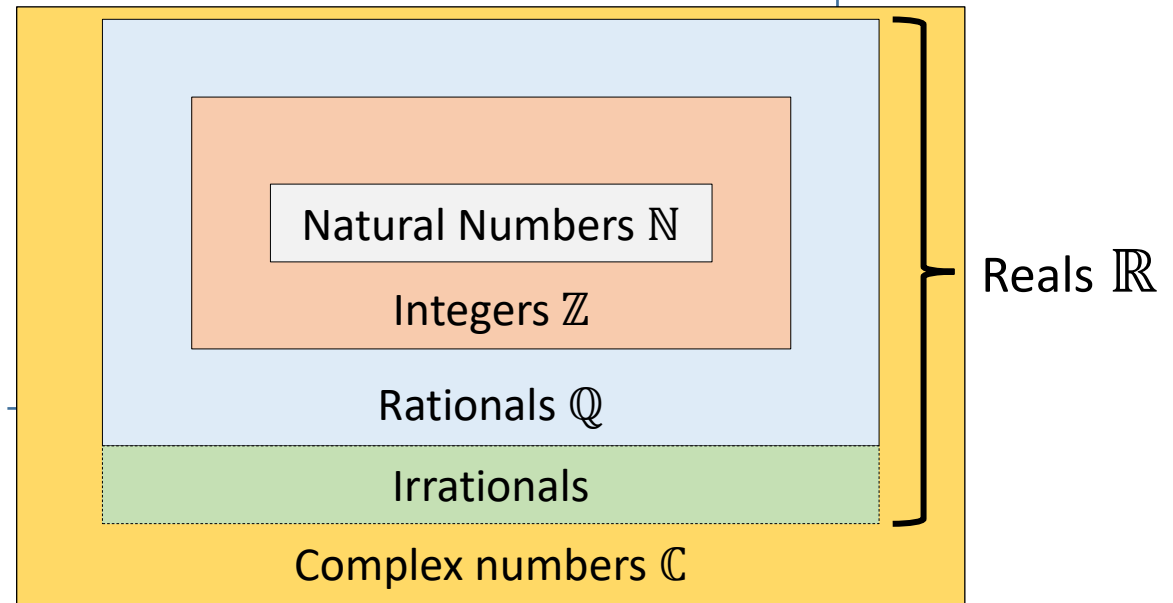 Natural Numbers ℕ
Integers ℤ
Reals ℝ
Rationals ℚ
Irrationals
Complex numbers ℂ